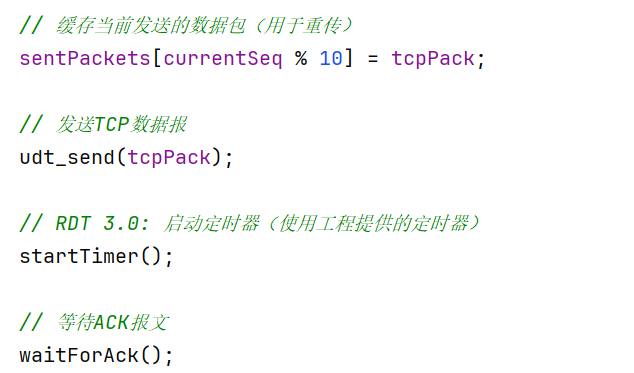 // 缓存当前发送的数据包（用于重传）
sentPackets[currentSeq % 10] = tcpPack;
// 发送TCP数据报
udt_send(tcpPack);
// RDT 3.0: 启动定时器（使用工程提供的定时器）
startTimer();
// 等待ACK报文
waitForAck();